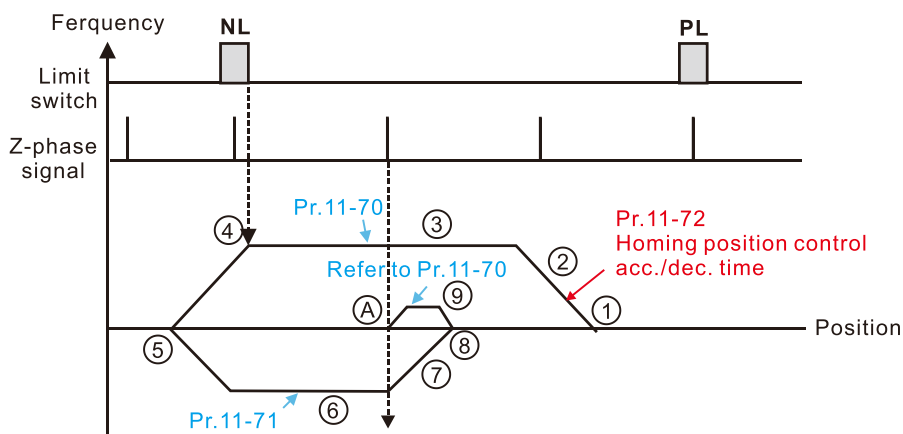 Ferquency
NL
PL
Limit
switch
Z-phase
signal
Pr.11-70
Pr.11-72
Homing position control
acc./dec. time
④
③
②
Refer to Pr.11-70
Ⓐ
⑨
①
Position
⑤
⑧
⑦
⑥
Pr.11-71